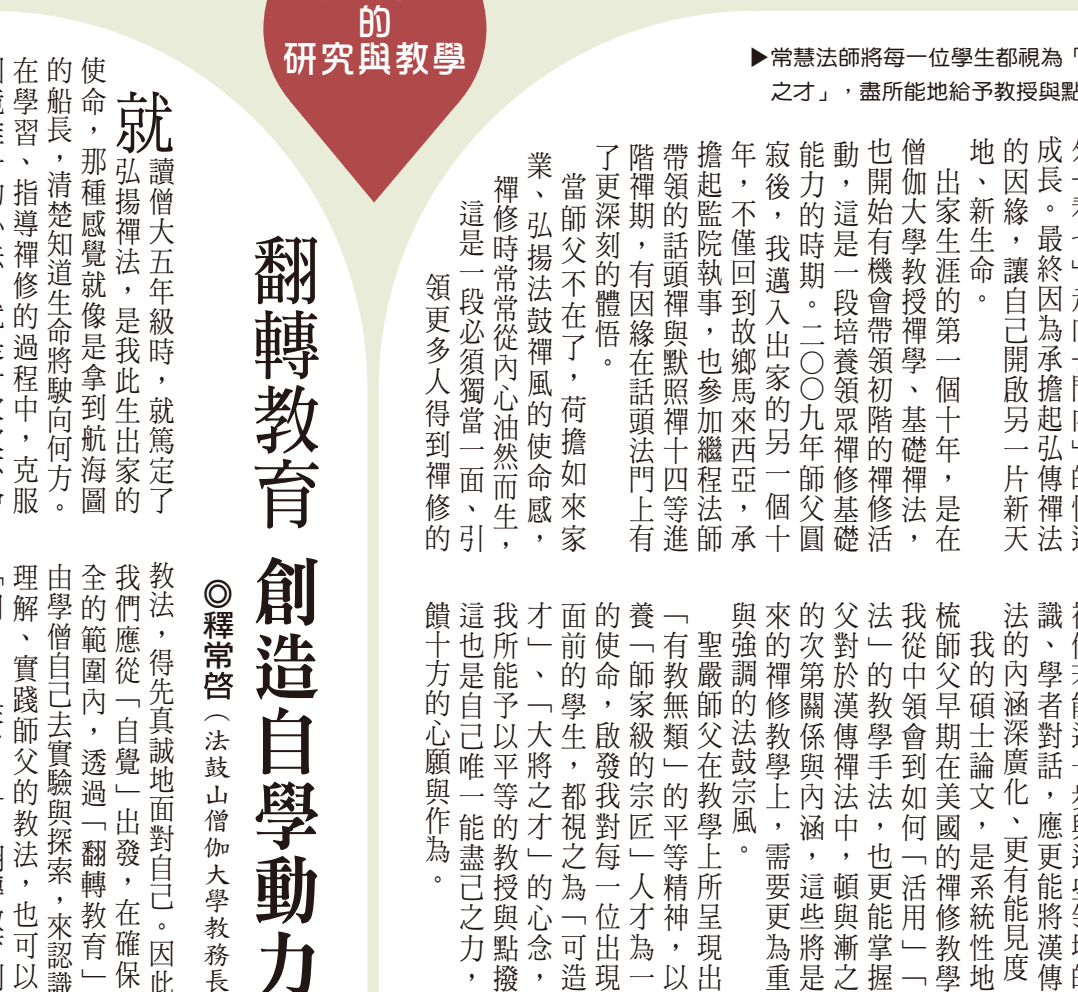 的
研究與教學
▶常慧法師將每一位學生都視為「
之才」，盡所能地給予教授與點
成長。最終因為承擔起弘傳禪法
的因緣，讓自己開啟另一片新天
地、新生命。
出家生涯的第一個十年，是在
僧伽大學教授禪學、基礎禪法，
也開始有機會帶領初階的禪修活
動，這是一段培養領眾禪修基礎
能力的時期。二〇〇九年師父圓
寂後，我邁入出家的另一個十
年，不僅回到故鄉馬來西亞，承
擔起監院執事，也參加繼程法師
帶領的話頭禪與默照禪十四等進
階禪期，有因緣在話頭法門上有
了更深刻的體悟。
當師父不在了，荷擔如來家
業、弘揚法鼓禪風的使命感，
禪修時常常從內心油然而生，
這是一段必須獨當一面、引
領更多人得到禪修的
識、學者對話，應更能將漢傳
法的內涵深廣化、更有能見度
我的碩士論文，是系統性地
梳師父早期在美國的禪修教學
我從中領會到如何「活用」「
法」的教學手法，也更能掌握
父對於漢傳禪法中，頓與漸之
的次第關係與內涵，這些將是
來的禪修教學上，需要更為重
與強調的法鼓宗風。
聖嚴師父在教學上所呈現出
「有教無類」的平等精神，以
養「師家級的宗匠」人才為一
的使命，啟發我對每一位出現
面前的學生，都視之為「可造
才」、「大將之才」的心念，
我所能予以平等的教授與點撥
這也是自己唯一能盡己之力，
饋十方的心願與作為。
翻轉教育 創造自學動力
◎釋常啓（法鼓山僧伽大學教務長
就讀僧大五年級時，就篤定了
弘揚禪法，是我此生出家的
使命，那種感覺就像是拿到航海圖
的船長，清楚知道生命將駛向何方。
在學習、指導禪修的過程中，克服
教法，得先真誠地面對自己。因此
我們應從「自覺」出發，在確保
全的範圍內，透過「翻轉教育」
由學僧自己去實驗與探索，來認識
理解、實踐師父的教法，也可以